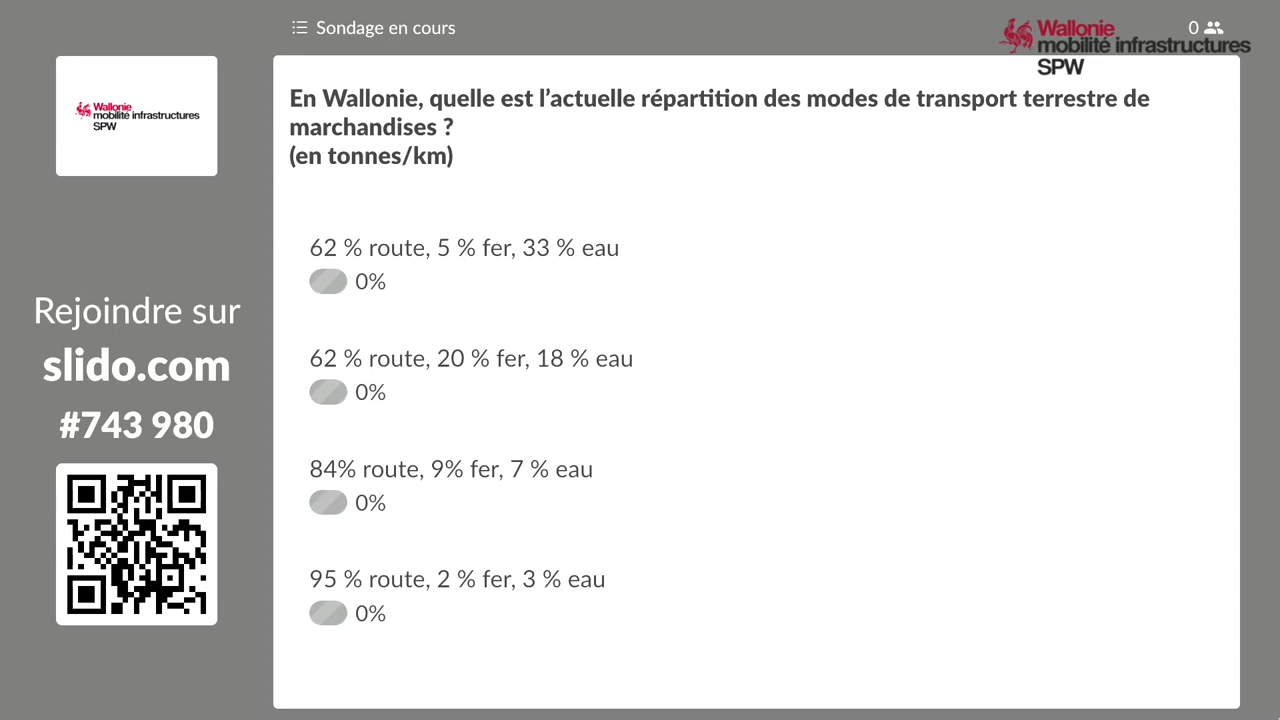 Sondage en cours
0
Wallonie
mobilité infrastructures
SPW
Wallonie
mobilité infrastructures
SPW
En Wallonie, quelle est l’actuelle répartition des modes de transport terrestre de
marchandises ?
(en tonnes/km)
62 % route, 5 % fer, 33 % eau
0%
62 % route, 20 % fer, 18 % eau
0%
84% route, 9% fer, 7 % eau
0%
95 % route, 2 % fer, 3 % eau
0%
Rejoindre sur
slido.com
#743 980